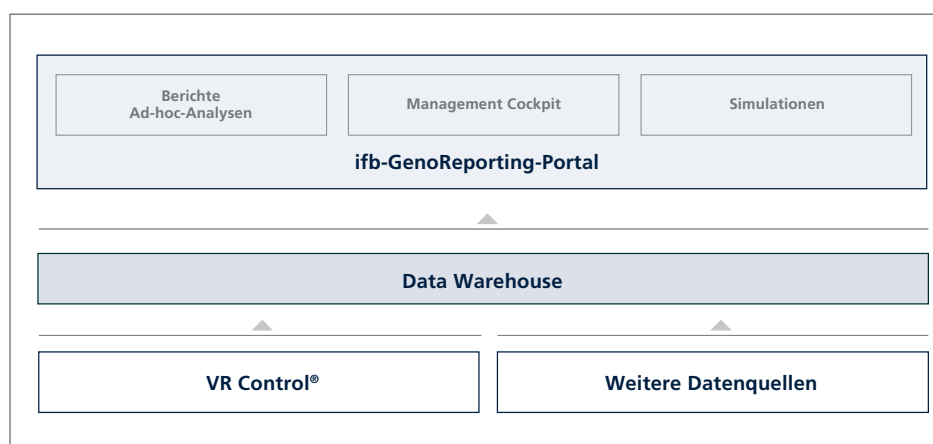 Berichte
Ad-hoc-Analysen
Management Cockpit
Simulationen
ifb-GenoReporting-Portal
Data Warehouse
VR Control®
Weitere Datenquellen